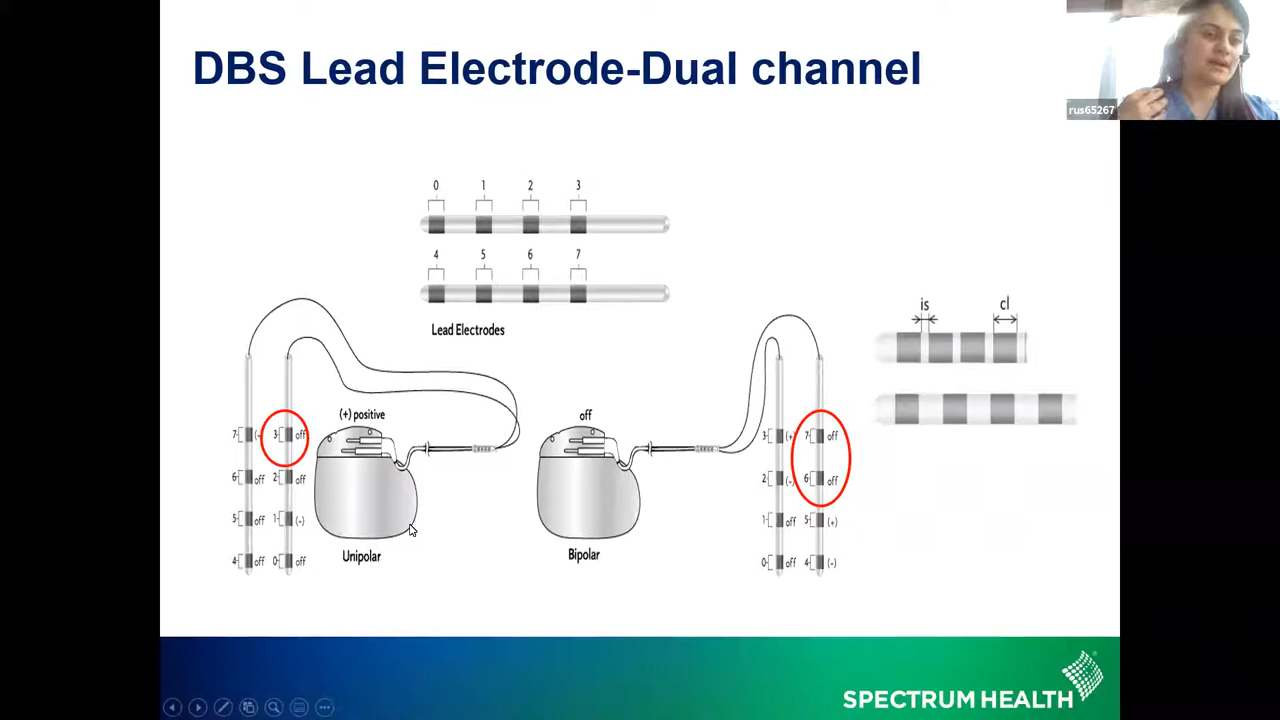 DBS Lead Electrode-Dual channel
rus65267
0 1 2 3
4 5 6 7
Lead Electrodes
is cl
(+) positive
off
7 (- 3 off
6 off 2 off
5 off 1 (-)
4 off 0 off
Unipolar
Bipolar
3 (+) 7 off
2 (-) 6 off
1 off 5 (+)
0 off 4 (-)
SPECTRUM HEALTH